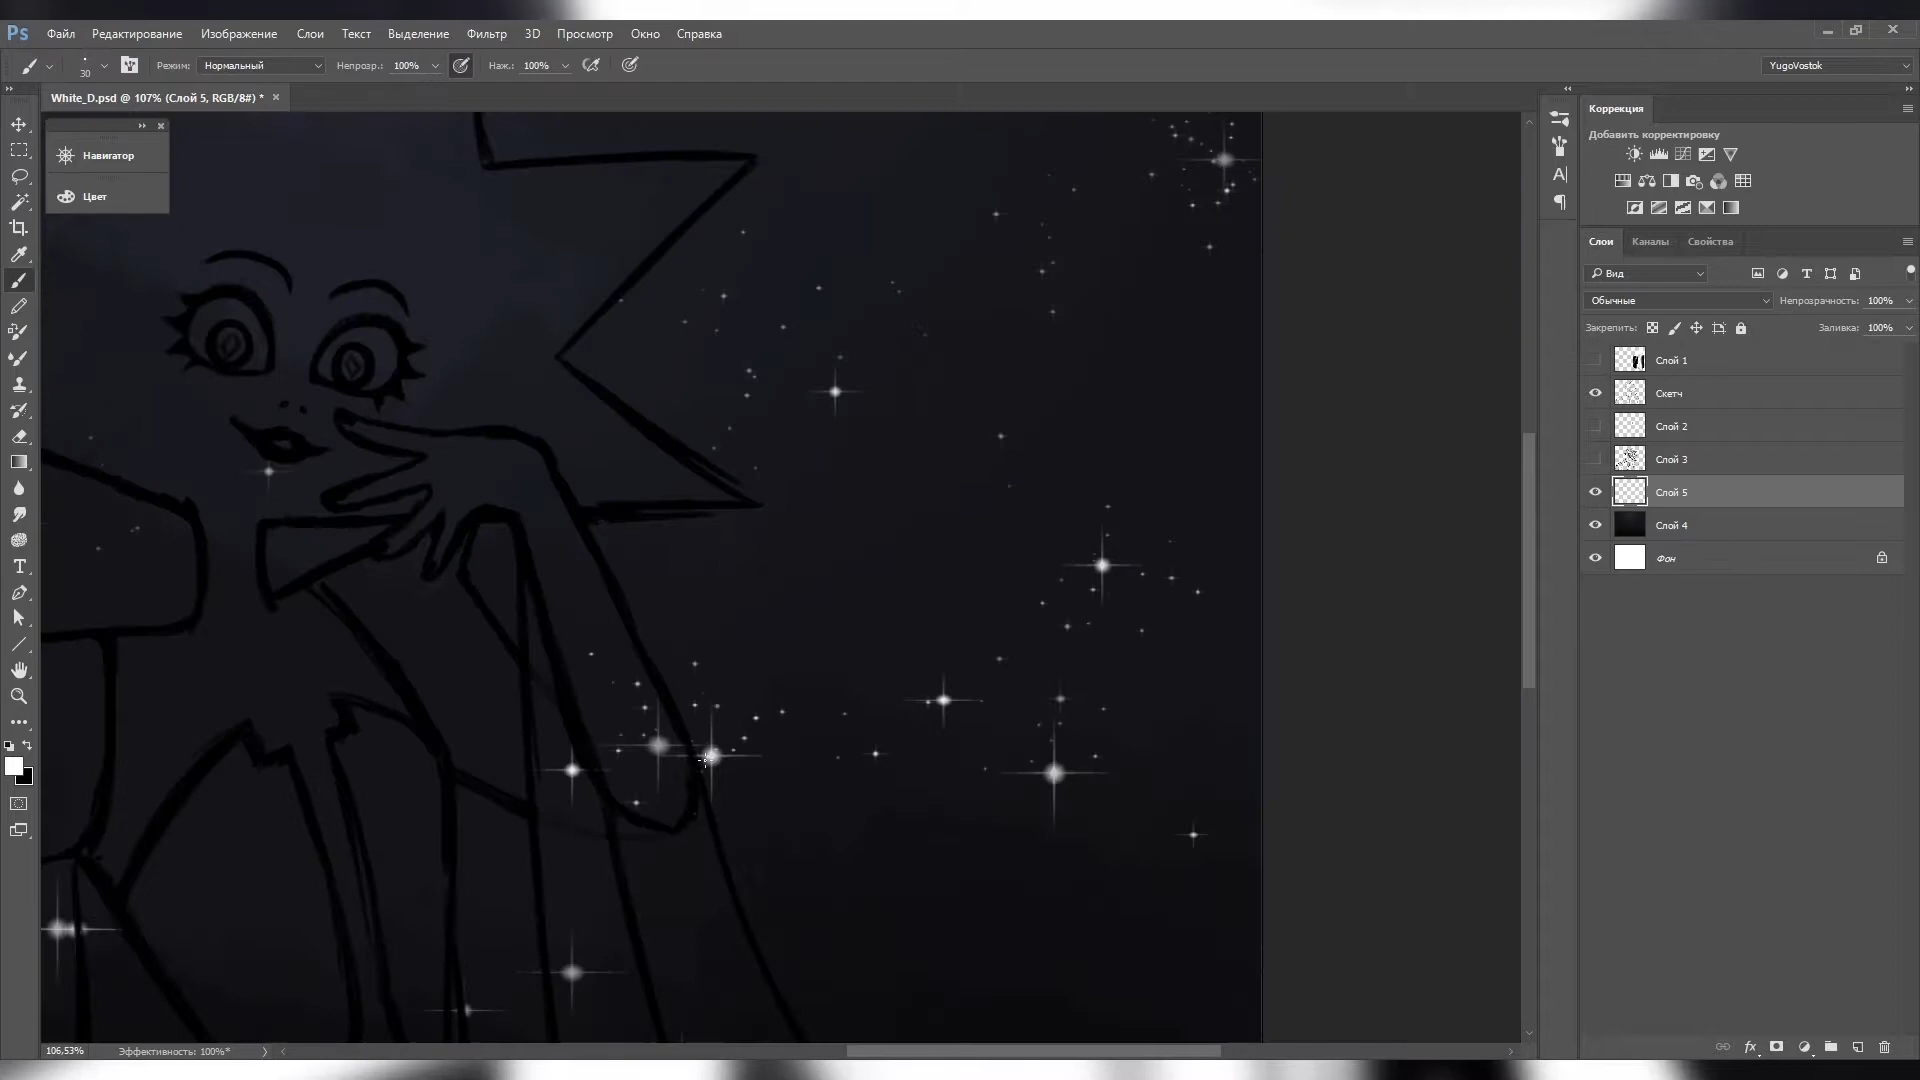 Ps Файл Редактирование Изображение Слои Текст Выделение Фильтр 3D Просмотр Окно Справка
30 Режим: Нормальный Непрозр.: 100% Наж.: 100% YugoVostok
White_D.psd @ 107% (Слой 5, RGB/8#) *
Навигатор
Цвет
Коррекция
Добавить корректировку
Слои Каналы Свойства
Вид
Обычные Непрозрачность: 100%
Закрепить: Заливка: 100%
Слой 1
Скетч
Слой 2
Слой 3
Слой 5
Слой 4
Фон
106,53% Эффективность: 100%*